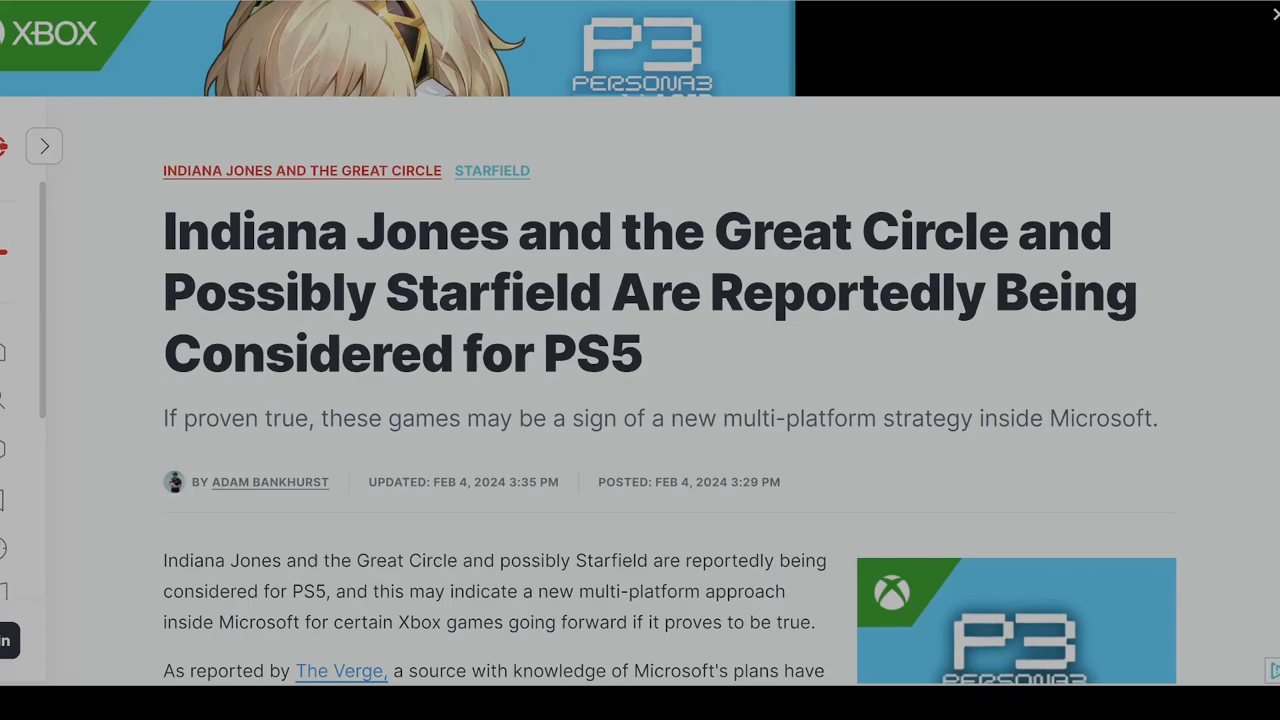 XBOX
P3
PERSONA3
INDIANA JONES AND THE GREAT CIRCLE STARFIELD
Indiana Jones and the Great Circle and
Possibly Starfield Are Reportedly Being
Considered for PS5
If proven true, these games may be a sign of a new multi-platform strategy inside Microsoft.
BY ADAM BANKHURST UPDATED: FEB 4, 2024 3:35 PM POSTED: FEB 4, 2024 3:29 PM
Indiana Jones and the Great Circle and possibly Starfield are reportedly being
considered for PS5, and this may indicate a new multi-platform approach
inside Microsoft for certain Xbox games going forward if it proves to be true.
As reported by The Verge, a source with knowledge of Microsoft's plans have
P3
PERSONA3
in